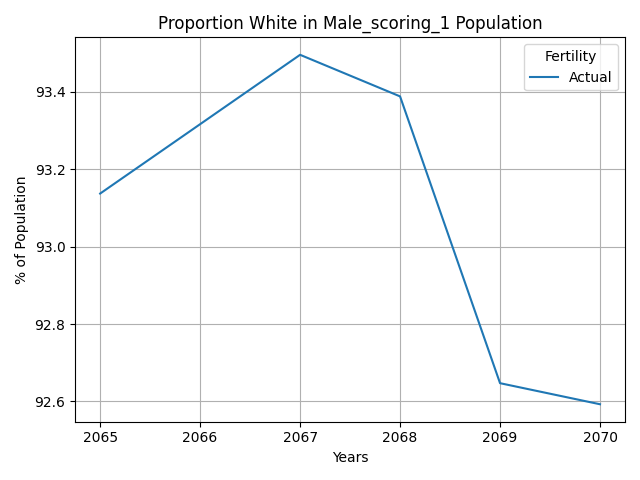 Proportion White in Male_scoring_1 Population
Fertility
Actual
93.4
93.2
93.0
92.8
92.6
% of Population
2065 2066 2067 2068 2069 2070
Years